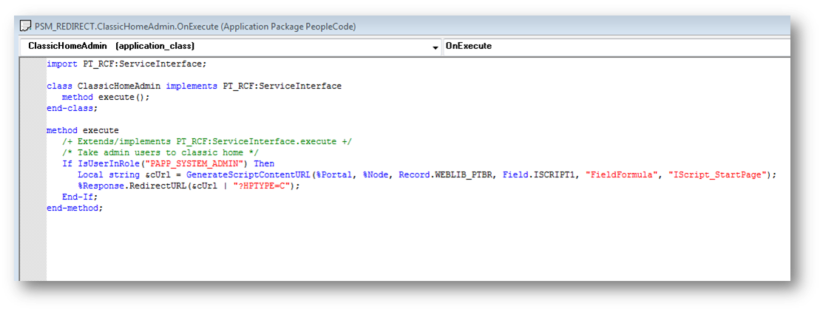 PSM_REDIRECT.ClassicHomeAdmin.OnExecute (Application Package PeopleCode)
ClassicHomeAdmin (application_class) OnExecute
import PT_RCF:ServiceInterface;
class ClassicHomeAdmin implements PT_RCF:ServiceInterface
method execute();
end-class;
method execute
/+ Extends/implements PT_RCF:ServiceInterface.execute +/
/* Take admin users to classic home */
If IsUserInRole("PAPP_SYSTEM_ADMIN") Then
Local string &cUrl = GenerateScriptContentURL(%Portal, %Node, Record.WEBLIB_PTBR, Field.ISCRIPT1, "FieldFormula", "IScript_StartPage");
%Response.RedirectURL(&cUrl | "?HPTYPE=C");
End-If;
end-method;